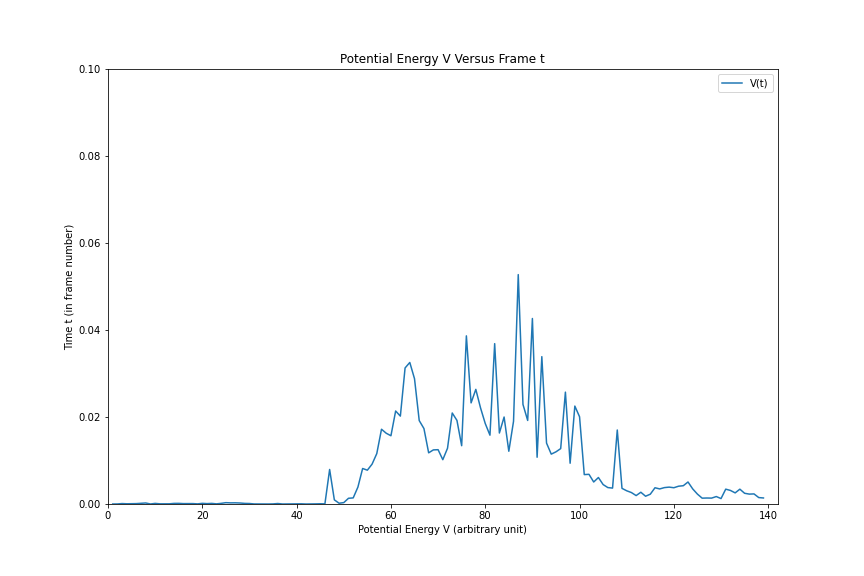 Potential Energy V Versus Frame t
V(t)
0.10
0.08
0.06
0.04
0.02
0.00
Time t (in frame number)
0 20 40 60 80 100 120 140
Potential Energy V (arbitrary unit)